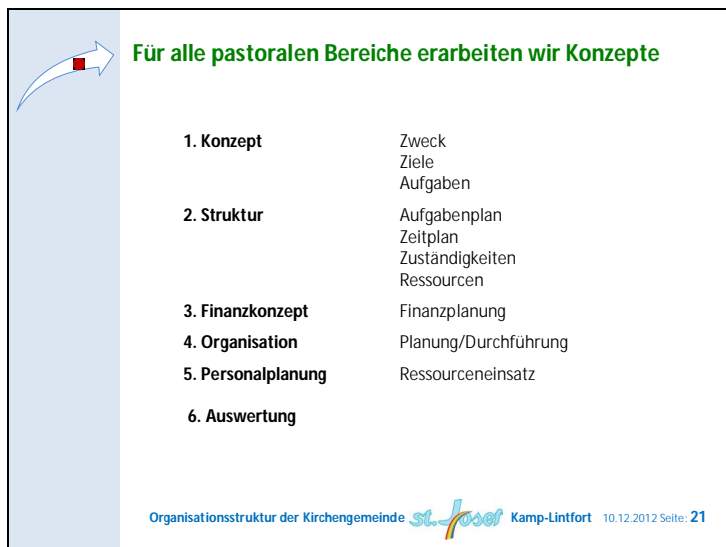 Für alle pastoralen Bereiche erarbeiten wir Konzepte
1. Konzept Zweck
Ziele
Aufgaben
2. Struktur Aufgabenplan
Zeitplan
Zuständigkeiten
Ressourcen
3. Finanzkonzept Finanzplanung
4. Organisation Planung/Durchführung
5. Personalplanung Ressourceneinsatz
6. Auswertung
Organisationsstruktur der Kirchengemeinde St. Josef Kamp-Lintfort 10.12.2012 Seite: 21